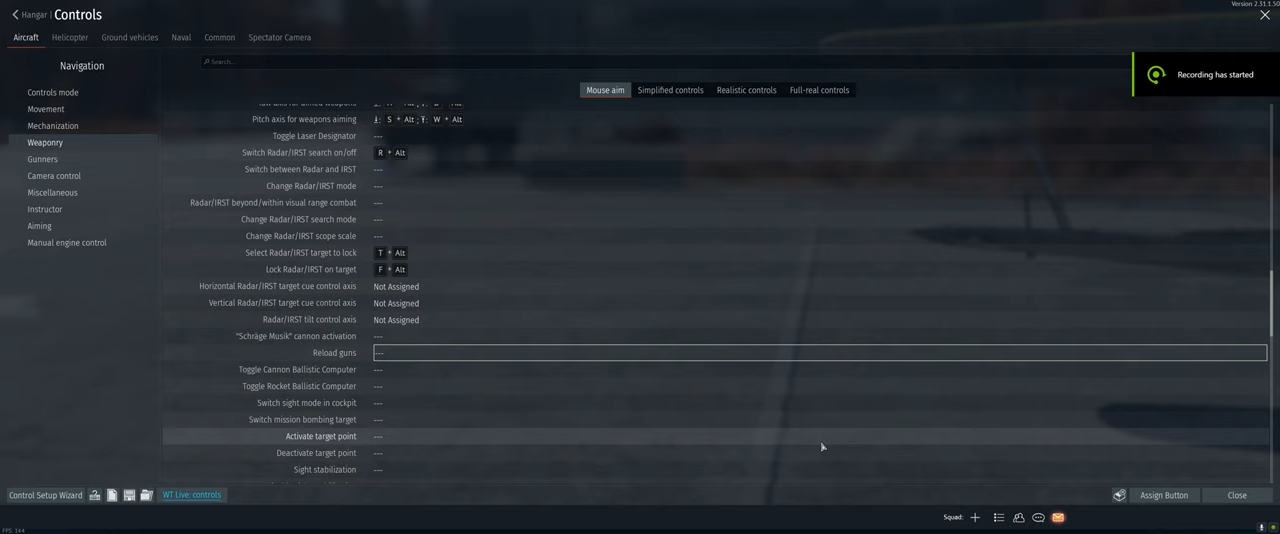 Version 2.31.1.50
Hangar | Controls
Aircraft Helicopter Ground vehicles Naval Common Spectator Camera
Recording has started
Navigation
Search...
Mouse aim Simplified controls Realistic controls Full-real controls
Controls mode
Movement
Mechanization
Weaponry
Gunners
Camera control
Miscellaneous
Instructor
Aiming
Manual engine control
Pitch axis for weapons aiming S + Alt ; W + Alt
Toggle Laser Designator ---
Switch Radar/IRST search on/off R + Alt
Switch between Radar and IRST ---
Change Radar/IRST mode ---
Radar/IRST beyond/within visual range combat ---
Change Radar/IRST search mode ---
Change Radar/IRST scope scale ---
Select Radar/IRST target to lock T + Alt
Lock Radar/IRST on target F + Alt
Horizontal Radar/IRST target cue control axis Not Assigned
Vertical Radar/IRST target cue control axis Not Assigned
Radar/IRST tilt control axis Not Assigned
"Schräge Musik" cannon activation ---
Reload guns ---
Toggle Cannon Ballistic Computer ---
Toggle Rocket Ballistic Computer ---
Switch sight mode in cockpit ---
Switch mission bombing target ---
Activate target point ---
Deactivate target point ---
Sight stabilization ---
Control Setup Wizard WT Live: controls Assign Button Close
Squad: +
FPS: 144